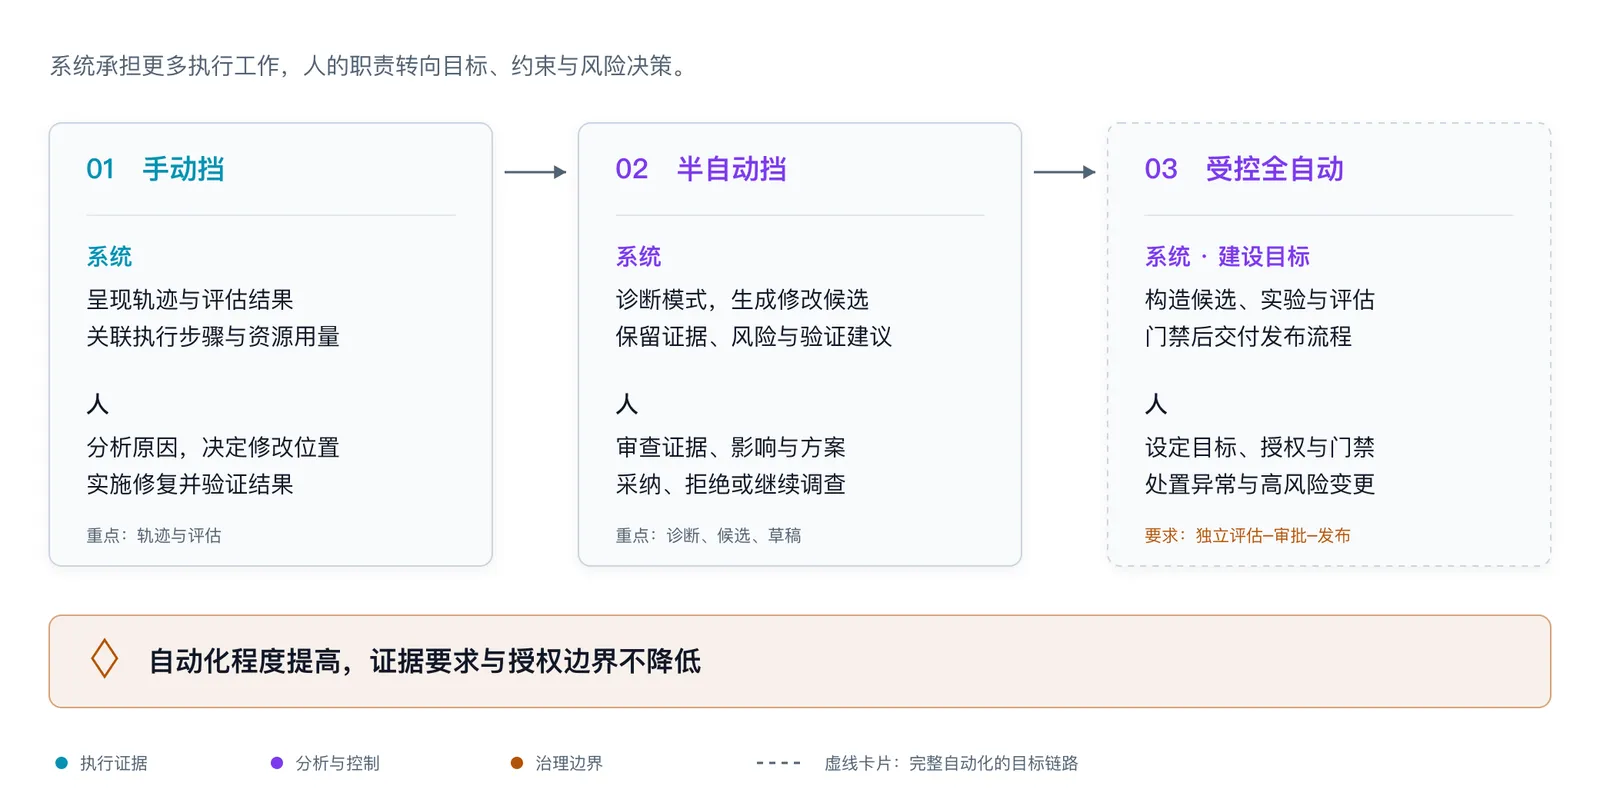 系统承担更多执行工作，人的职责转向目标、约束与风险决策。
01 手动挡
系统
呈现轨迹与评估结果
关联执行步骤与资源用量
人
分析原因，决定修改位置
实施修复并验证结果
重点：轨迹与评估
02 半自动挡
系统
诊断模式，生成修改候选
保留证据、风险与验证建议
人
审查证据、影响与方案
采纳、拒绝或继续调查
重点：诊断、候选、草稿
03 受控全自动
系统 · 建设目标
构造候选、实验与评估
门禁后交付发布流程
人
设定目标、授权与门禁
处置异常与高风险变更
要求：独立评估—审批—发布
自动化程度提高，证据要求与授权边界不降低
执行证据
分析与控制
治理边界
虚线卡片：完整自动化的目标链路